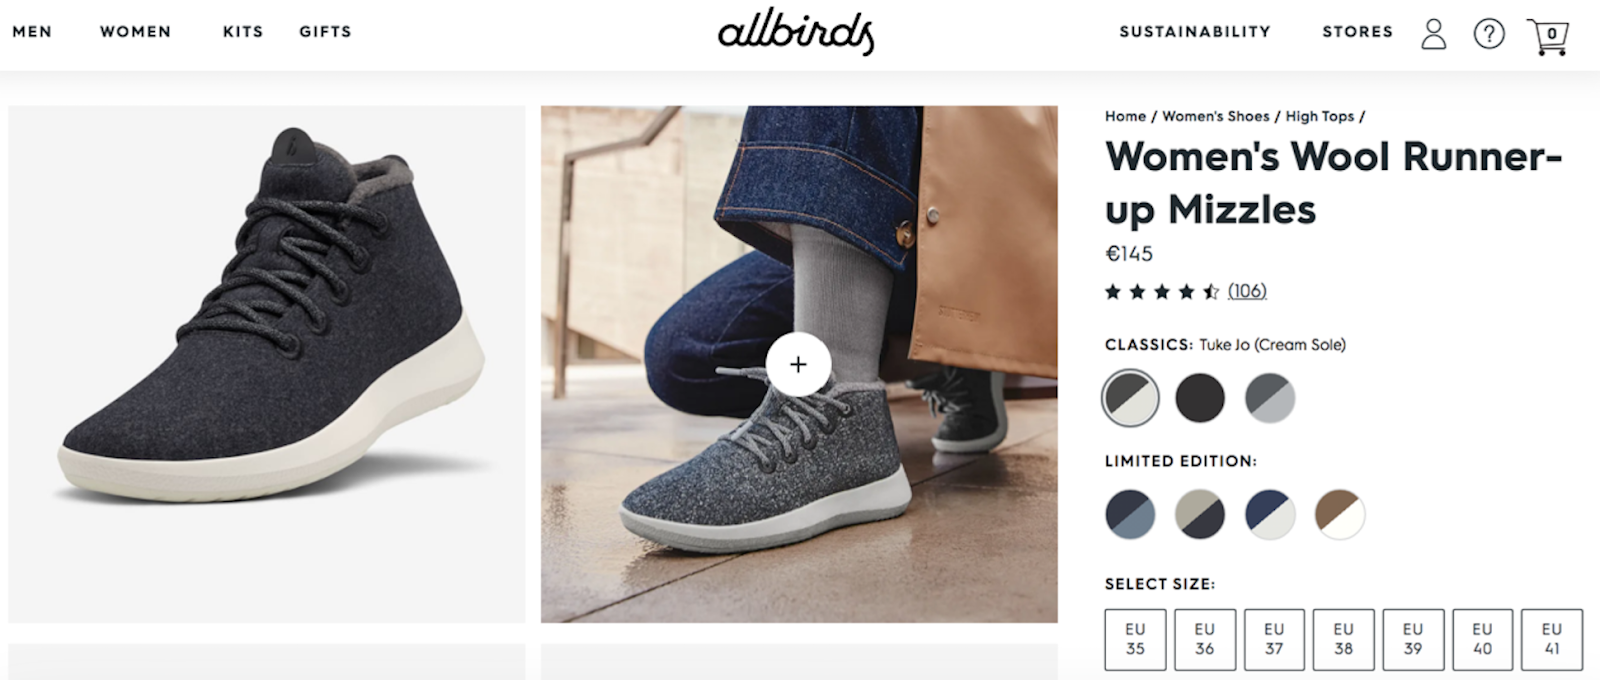 MEN WOMEN KITS GIFTS allbirds SUSTAINABILITY STORES ? 0
Home / Women's Shoes / High Tops /
Women's Wool Runner-
up Mizzles
€145
(106)
CLASSICS: Tuke Jo (Cream Sole)
LIMITED EDITION:
SELECT SIZE:
EU EU EU EU EU EU EU
35 36 37 38 39 40 41